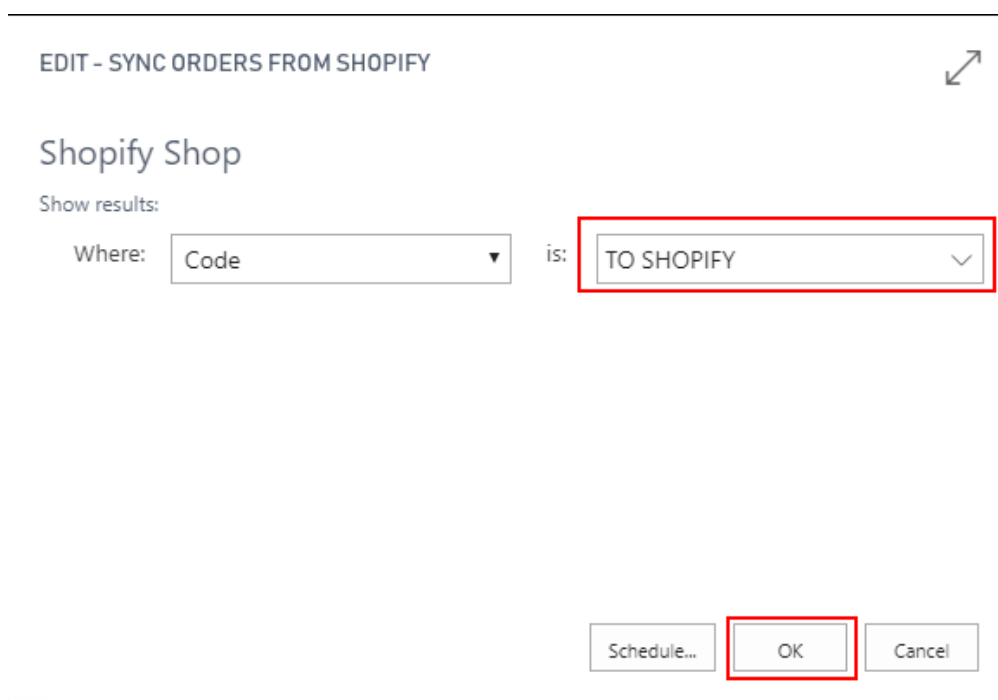 EDIT - SYNC ORDERS FROM SHOPIFY
Shopify Shop
Show results:
Where: Code is: TO SHOPIFY
Schedule... OK Cancel